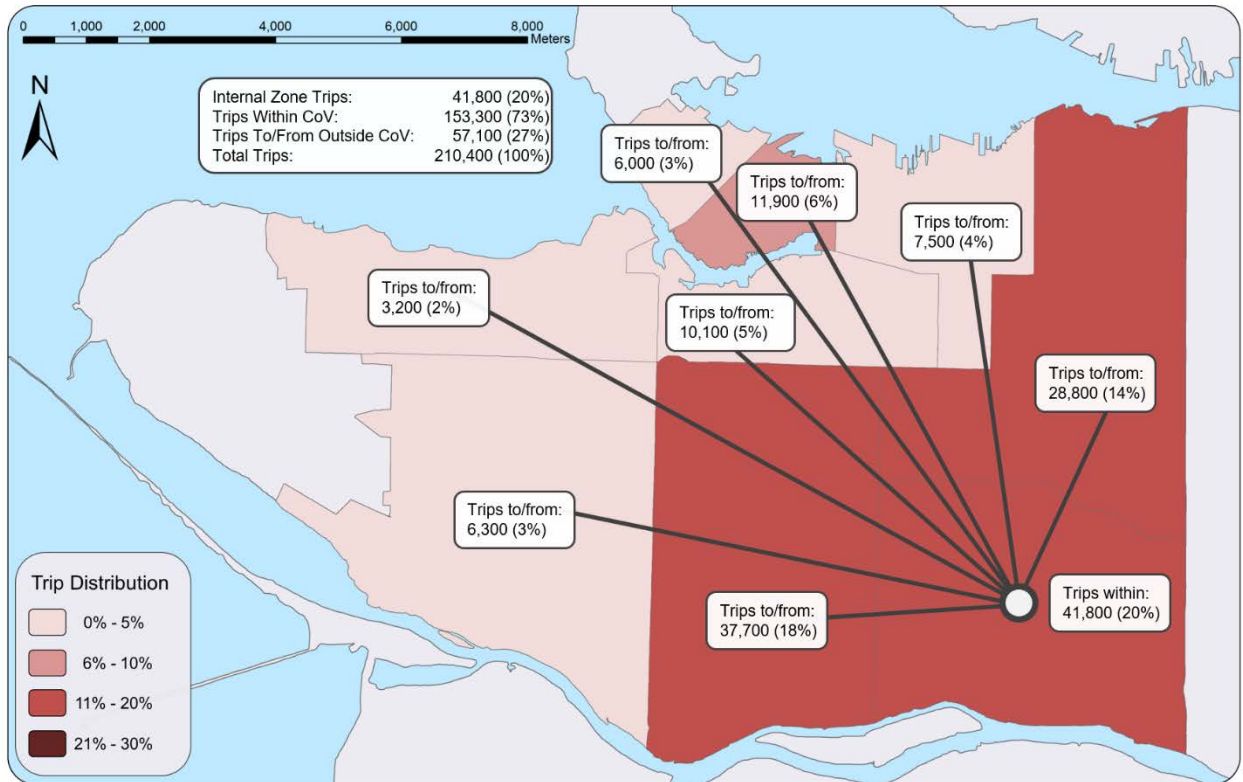 0 1,000 2,000 4,000 6,000 8,000
Meters
N
Internal Zone Trips: 41,800 (20%)
Trips Within CoV: 153,300 (73%)
Trips To/From Outside CoV: 57,100 (27%)
Total Trips: 210,400 (100%)
Trips to/from:
6,000 (3%)
Trips to/from:
11,900 (6%)
Trips to/from:
7,500 (4%)
Trips to/from:
3,200 (2%)
Trips to/from:
10,100 (5%)
Trips to/from:
28,800 (14%)
Trips to/from:
6,300 (3%)
Trips to/from:
37,700 (18%)
Trips within:
41,800 (20%)
Trip Distribution
0% - 5%
6% - 10%
11% - 20%
21% - 30%